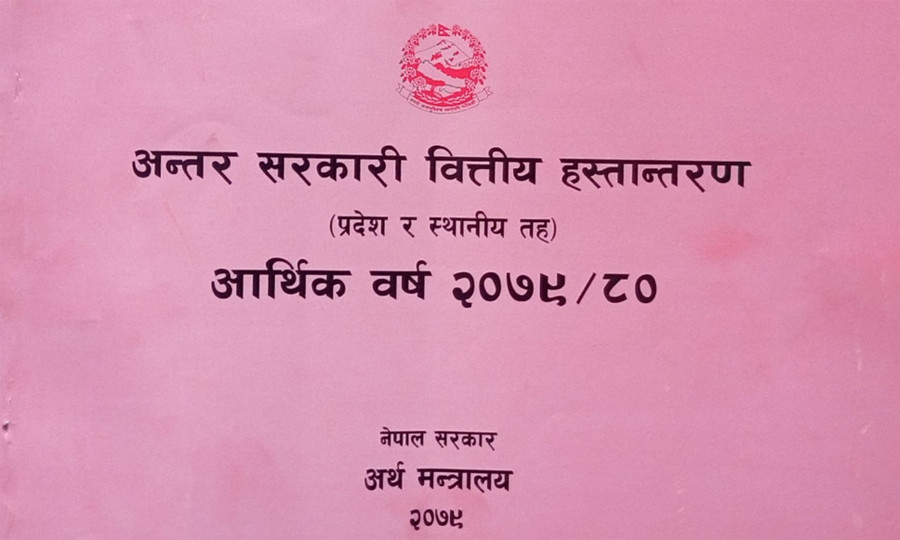 अन्तर सरकारी वित्तीय हस्तान्तरण
(प्रदेश र स्थानीय तह)
आर्थिक वर्ष २०७९/८०
नेपाल सरकार
अर्थ मन्त्रालय
२०७९